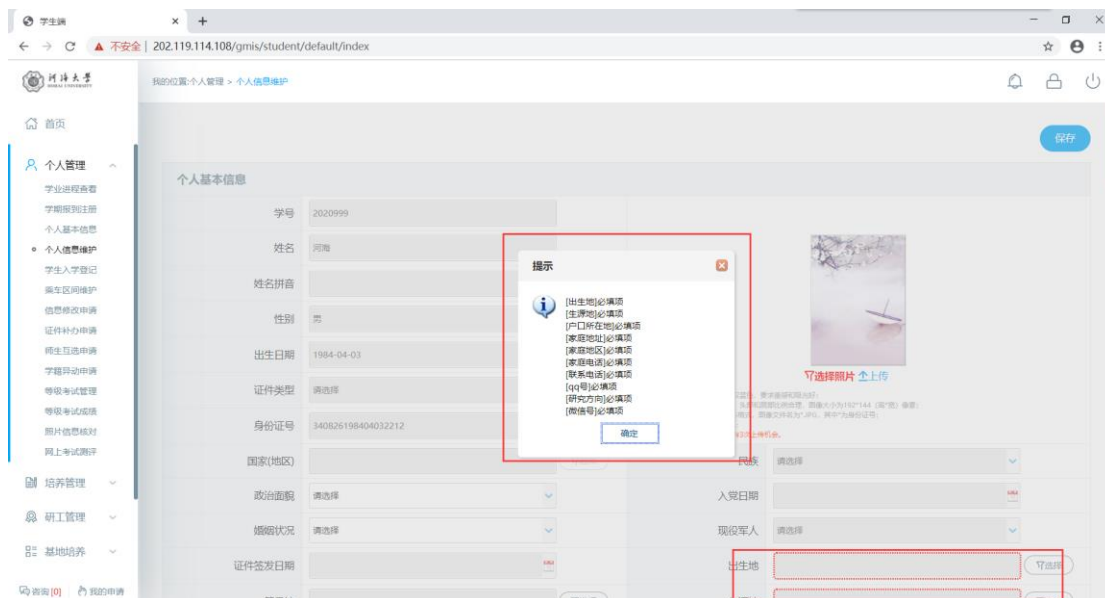 学生端
不安全 | 202.119.114.108/gmis/student/default/index
河海大学
HOHAI UNIVERSITY
我的位置:个人管理 > 个人信息维护
首页
保存
个人管理
个人基本信息
学业进程查看
学期报到注册
个人基本信息
个人信息维护
学生入学登记
乘车区间维护
信息修改申请
证件补办申请
师生互选申请
学籍异动申请
等级考试管理
等级考试成绩
照片信息核对
网上考试测评
培养管理
研工管理
基地培养
咨询[0] 我的申请
学号 2020999
姓名 河海
姓名拼音
性别 男
出生日期 1984-04-03
证件类型 请选择
身份证号 340826198404032212
国家(地区)
政治面貌 请选择
婚姻状况 请选择
证件签发日期
提示
[出生地]必填项
[生源地]必填项
[户口所在地]必填项
[家庭地址]必填项
[家庭地区]必填项
[家庭电话]必填项
[联系电话]必填项
[qq号]必填项
[研究方向]必填项
[微信号]必填项
确定
选择照片 上传
民族 请选择
入党日期
现役军人 请选择
出生地 选择